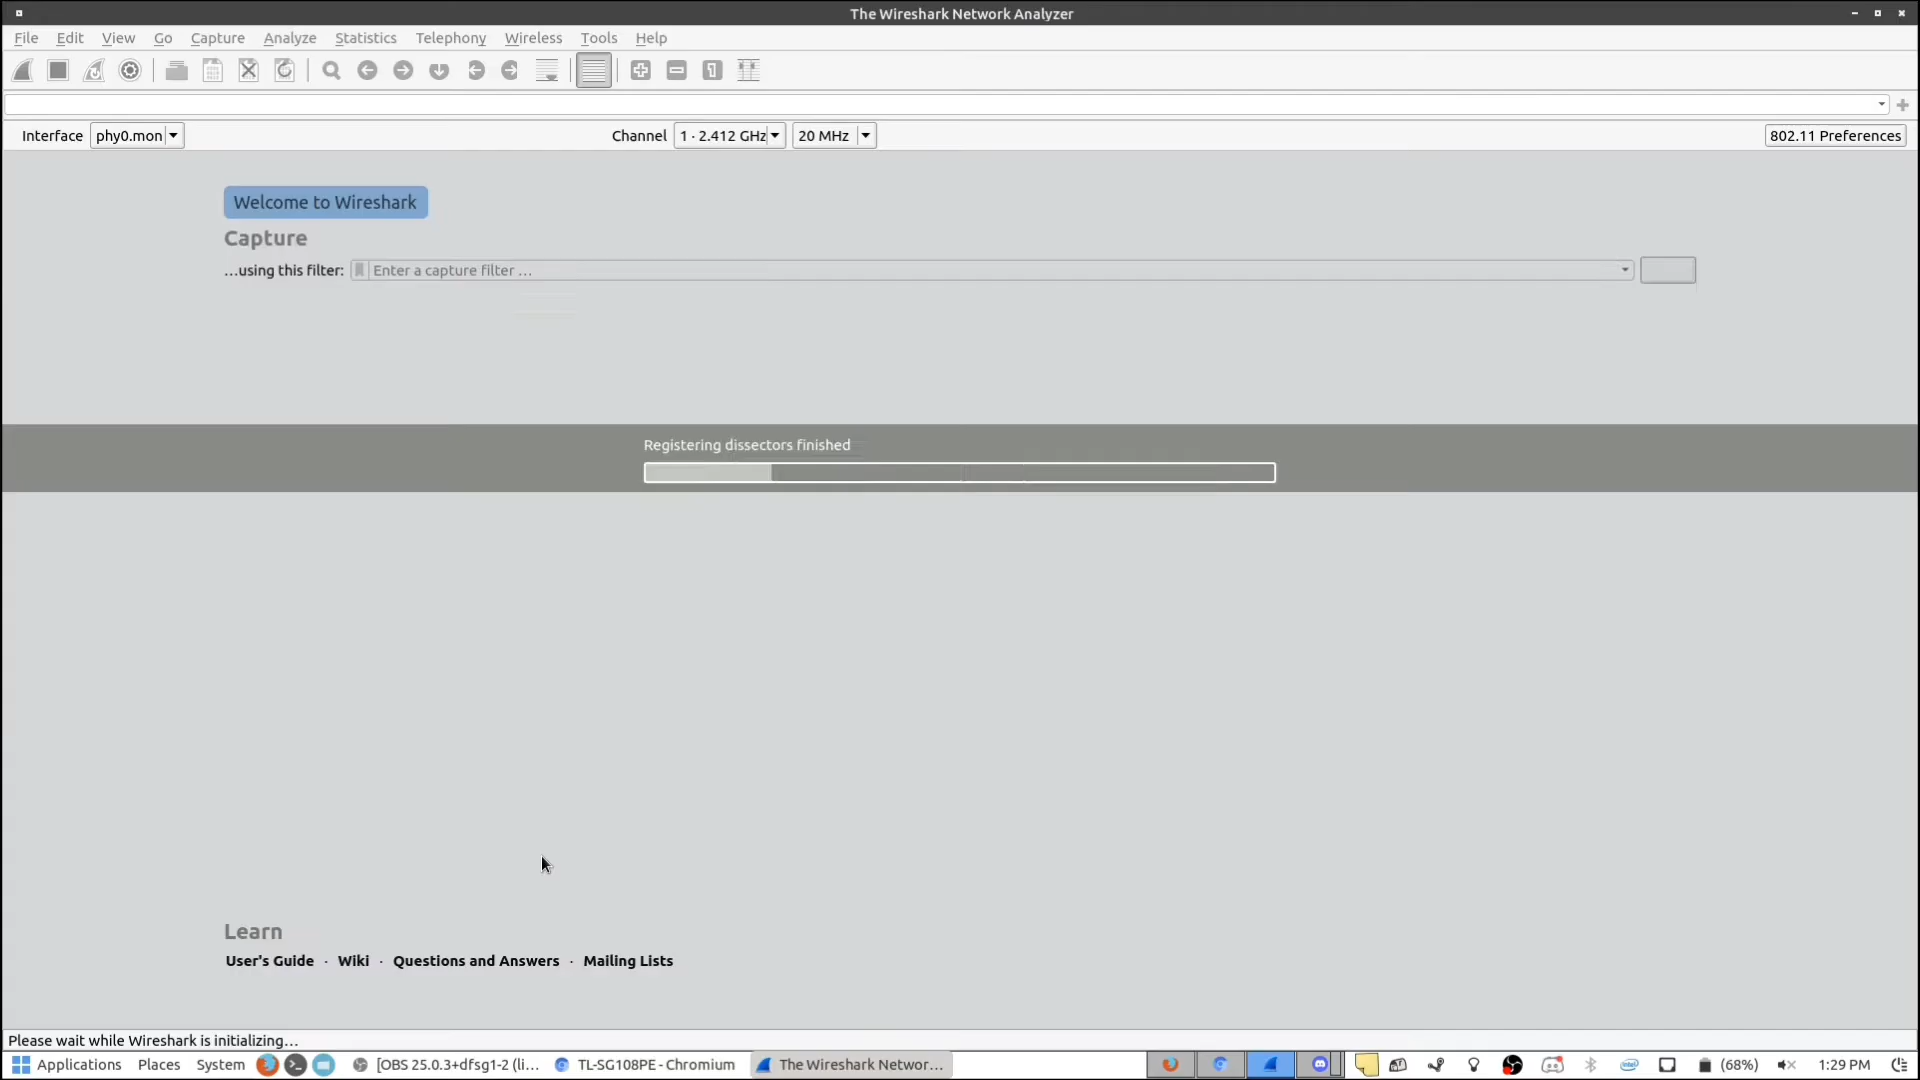 The Wireshark Network Analyzer
File Edit View Go Capture Analyze Statistics Telephony Wireless Tools Help
Interface phy0.mon Channel 1 · 2.412 GHz 20 MHz 802.11 Preferences
Welcome to Wireshark
Capture
…using this filter: Enter a capture filter …
Registering dissectors finished
Learn
User's Guide · Wiki · Questions and Answers · Mailing Lists
Please wait while Wireshark is initializing…
Applications Places System [OBS 25.0.3+dfsg1-2 (li… TL-SG108PE - Chromium The Wireshark Networ… (68%) 1:29 PM